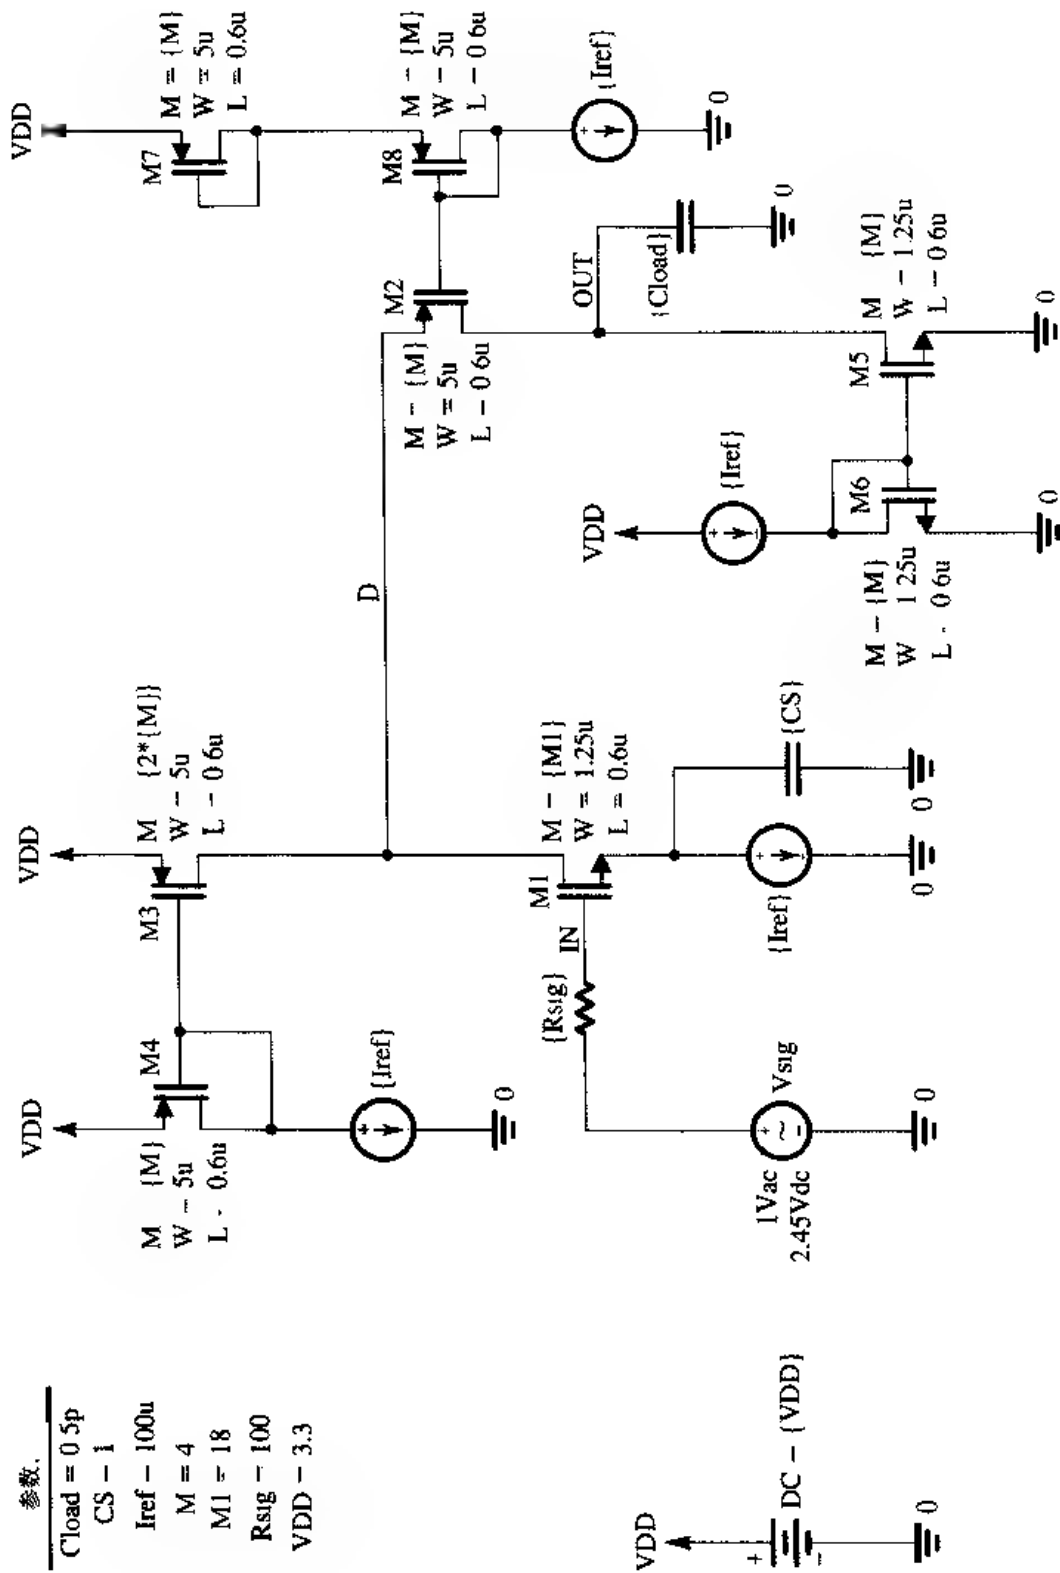 参数.
Cload = 0 5p
CS – 1
Iref – 100u
M = 4
M1 = 18
Rsig – 100
VDD – 3.3
VDD
DC – {VDD}
0
VDD
M4
M {M}
W – 5u
L - 0.6u
{Iref}
0
VDD
M3
M {2*{M}}
W – 5u
L – 0 6u
D
1Vac
2.45Vdc
Vsig
0
{Rsig}
IN
M1
M – {M1}
W = 1.25u
L = 0.6u
{Iref}
0
{CS}
0
VDD
M7
M = {M}
W = 5u
L = 0.6u
M8
M – {M}
W – 5u
L – 0 6u
{Iref}
0
M2
M – {M}
W = 5u
L – 0 6u
OUT
{Cload}
0
VDD
{Iref}
M6
M – {M}
W 1 25u
L - 0 6u
0
M5
M {M}
W – 1.25u
L – 0 6u
0